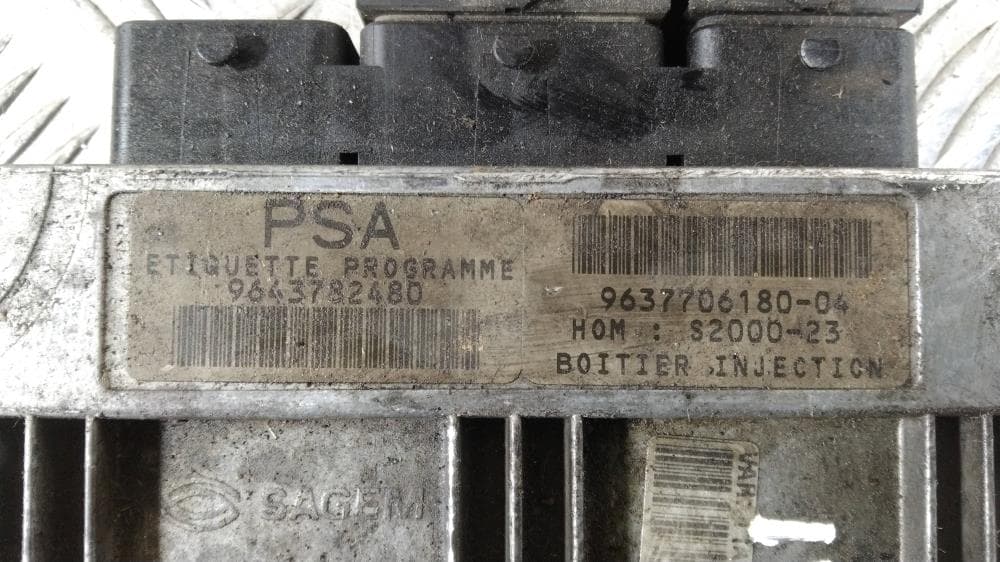 PSA
ETIQUETTE PROGRAMME
9643782480
9637706180-04
HOM : S2000-23
BOITIER INJECTION
SAGEM